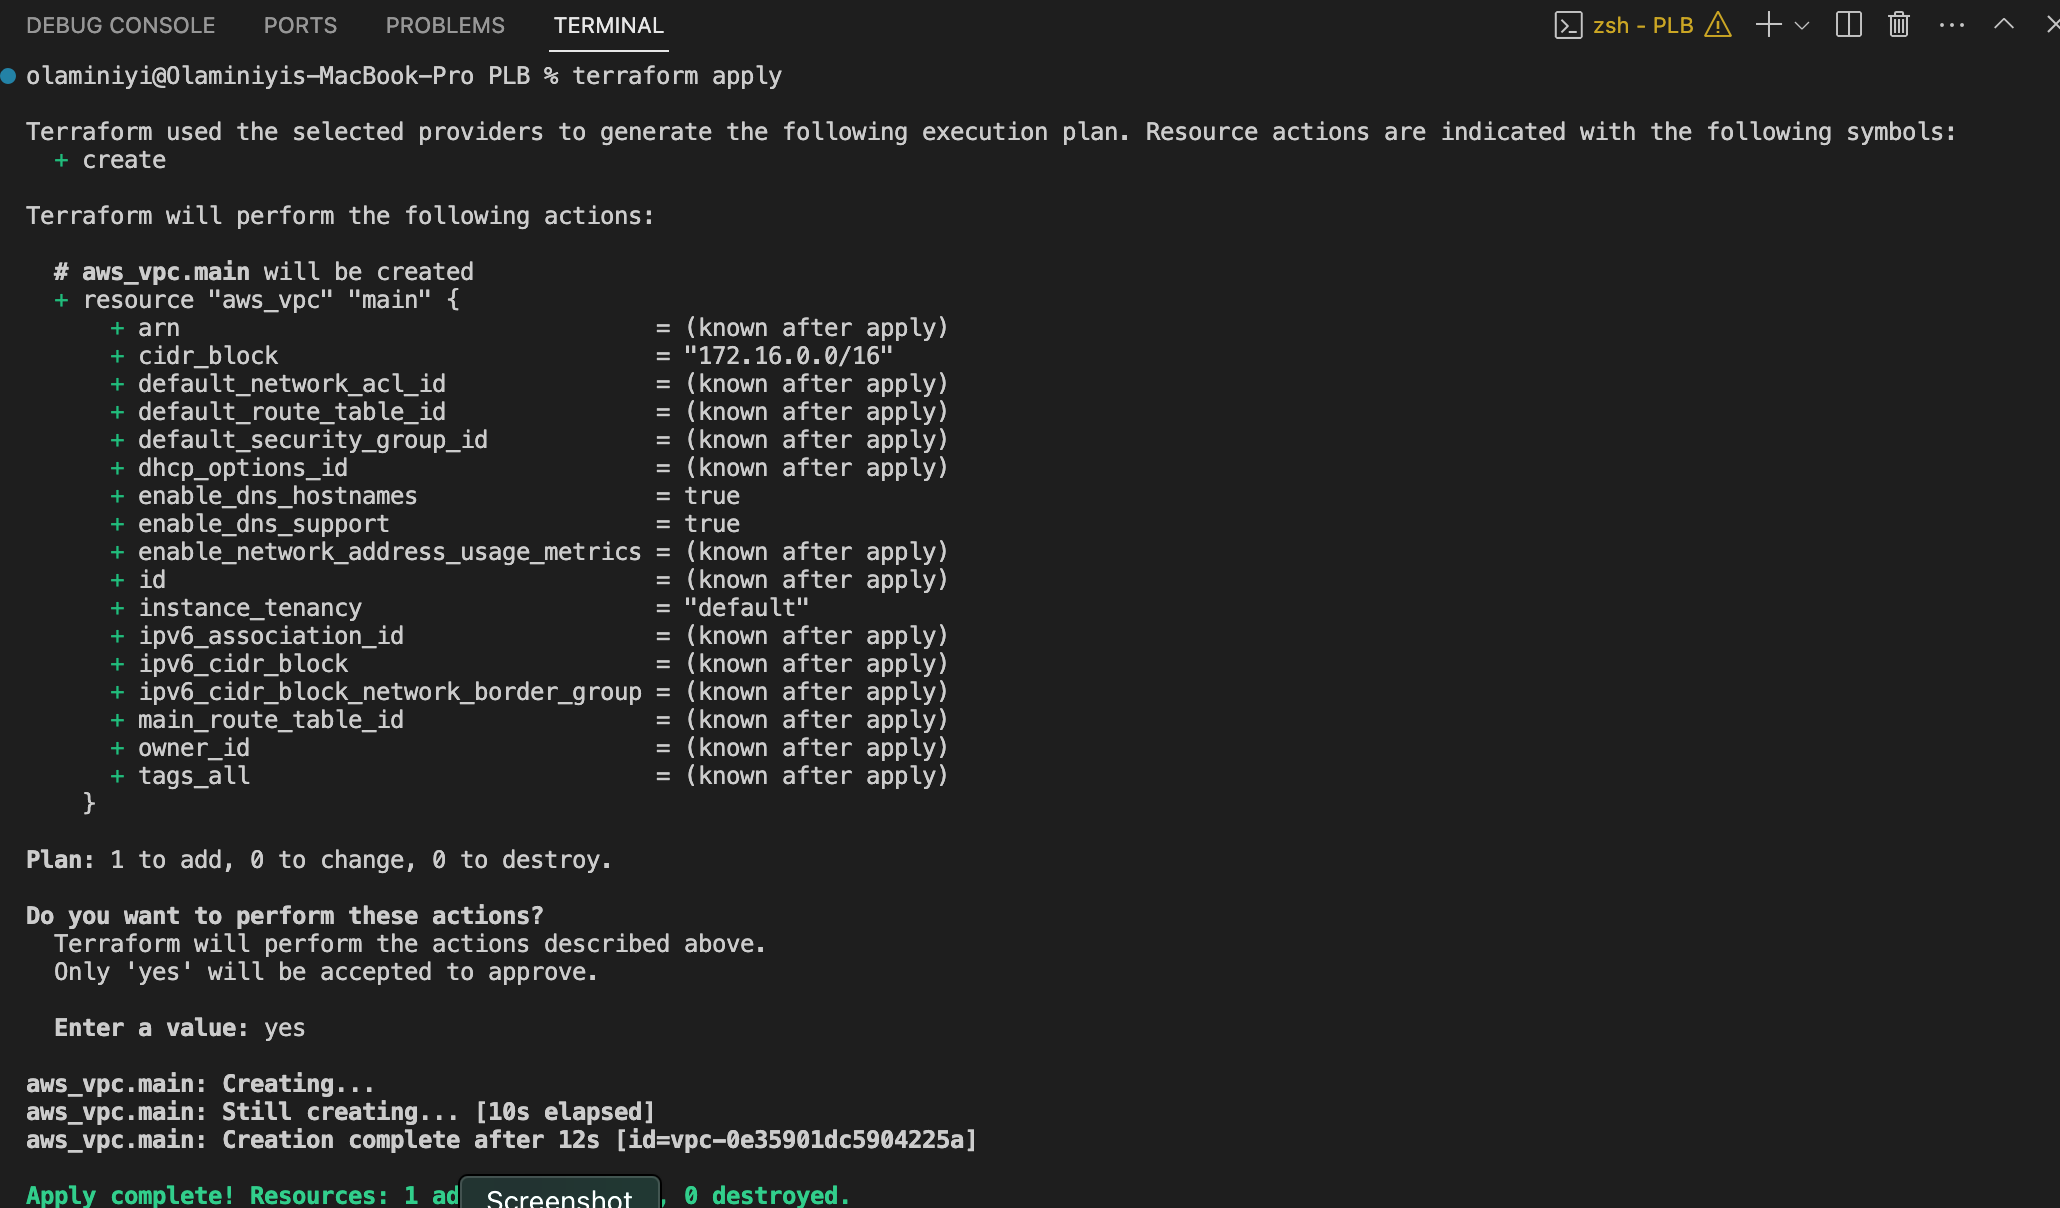 DEBUG CONSOLE PORTS PROBLEMS TERMINAL zsh - PLB
olaminiyi@Olaminiyis-MacBook-Pro PLB % terraform apply
Terraform used the selected providers to generate the following execution plan. Resource actions are indicated with the following symbols:
+ create
Terraform will perform the following actions:
# aws_vpc.main will be created
+ resource "aws_vpc" "main" {
+ arn = (known after apply)
+ cidr_block = "172.16.0.0/16"
+ default_network_acl_id = (known after apply)
+ default_route_table_id = (known after apply)
+ default_security_group_id = (known after apply)
+ dhcp_options_id = (known after apply)
+ enable_dns_hostnames = true
+ enable_dns_support = true
+ enable_network_address_usage_metrics = (known after apply)
+ id = (known after apply)
+ instance_tenancy = "default"
+ ipv6_association_id = (known after apply)
+ ipv6_cidr_block = (known after apply)
+ ipv6_cidr_block_network_border_group = (known after apply)
+ main_route_table_id = (known after apply)
+ owner_id = (known after apply)
+ tags_all = (known after apply)
}
Plan: 1 to add, 0 to change, 0 to destroy.
Do you want to perform these actions?
Terraform will perform the actions described above.
Only 'yes' will be accepted to approve.
Enter a value: yes
aws_vpc.main: Creating...
aws_vpc.main: Still creating... [10s elapsed]
aws_vpc.main: Creation complete after 12s [id=vpc-0e35901dc5904225a]
Apply complete! Resources: 1 ad Screenshot , 0 destroyed.